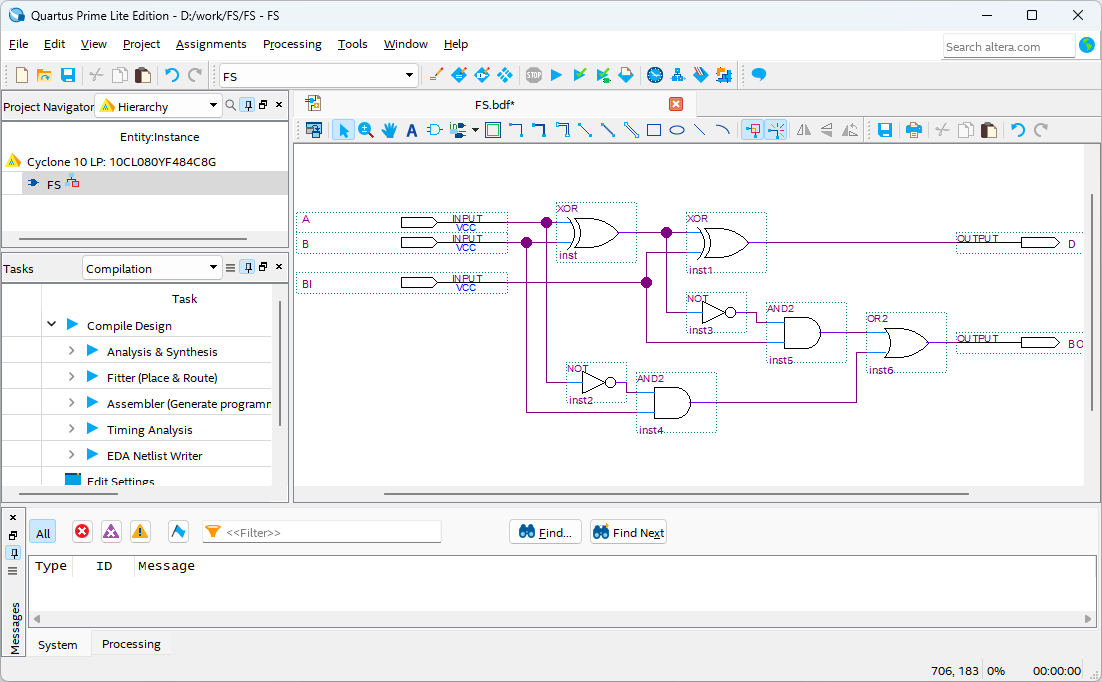 Quartus Prime Lite Edition - D:/work/FS/FS - FS
File Edit View Project Assignments Processing Tools Window Help
Search altera.com
FS
STOP
Project Navigator Hierarchy
Entity:Instance
Cyclone 10 LP: 10CL080YF484C8G
FS
Tasks Compilation
Task
Compile Design
Analysis & Synthesis
Fitter (Place & Route)
Assembler (Generate programm
Timing Analysis
EDA Netlist Writer
Edit Settings
FS.bdf*
A INPUT
VCC
B INPUT
VCC
BI INPUT
VCC
XOR
inst
XOR
inst1
OUTPUT D
NOT
inst3
AND2
inst5
OR2
inst6
OUTPUT BO
NOT
inst2
AND2
inst4
All <<Filter>> Find... Find Next
Type ID Message
Messages
System Processing
706, 183 0% 00:00:00